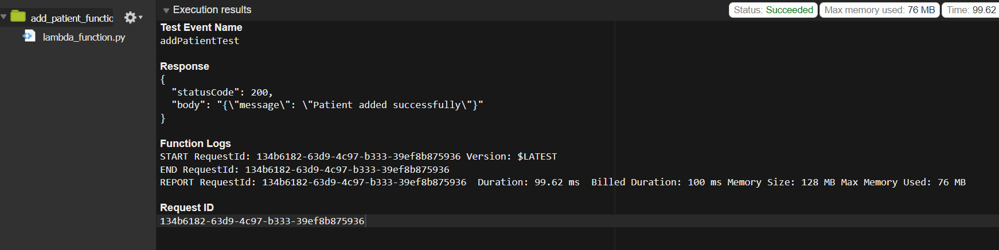 add_patient_functic
lambda_function.py
Execution results
Status: Succeeded
Max memory used: 76 MB
Time: 99.62
Test Event Name
addPatientTest
Response
{
  "statusCode": 200,
  "body": "{\"message\": \"Patient added successfully\"}"
}
Function Logs
START RequestId: 134b6182-63d9-4c97-b333-39ef8b875936 Version: $LATEST
END RequestId: 134b6182-63d9-4c97-b333-39ef8b875936
REPORT RequestId: 134b6182-63d9-4c97-b333-39ef8b875936  Duration: 99.62 ms  Billed Duration: 100 ms Memory Size: 128 MB Max Memory Used: 76 MB
Request ID
134b6182-63d9-4c97-b333-39ef8b875936